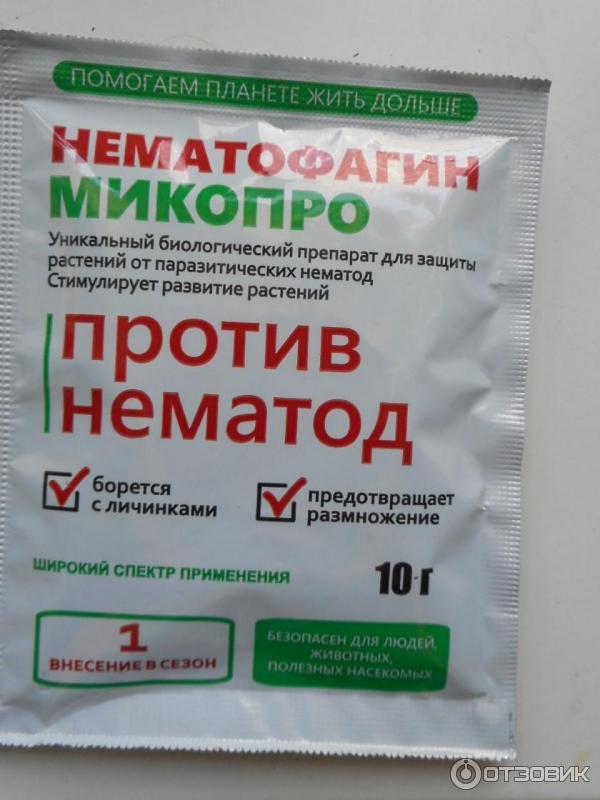 ПОМОГАЕМ ПЛАНЕТЕ ЖИТЬ ДОЛЬШЕ
НЕМАТОФАГИН
МИКОПРО
Уникальный биологический препарат для защиты
растений от паразитических нематод
Стимулирует развитие растений
против
нематод
борется
с личинками
предотвращает
размножение
ШИРОКИЙ СПЕКТР ПРИМЕНЕНИЯ
10 г
1
ВНЕСЕНИЕ В СЕЗОН
БЕЗОПАСЕН ДЛЯ ЛЮДЕЙ,
ЖИВОТНЫХ,
ПОЛЕЗНЫХ НАСЕКОМЫХ
ОТЗОВИК